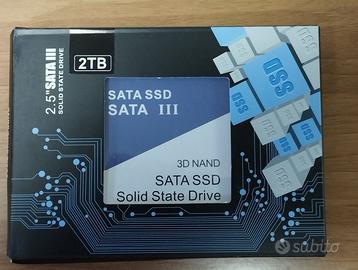 2.5"SATA III
SOLID STATE DRIVE
2TB
SATA SSD
SATA III
3D NAND
SATA SSD
Solid State Drive
SSD
SSD
SSD
SSD
subito